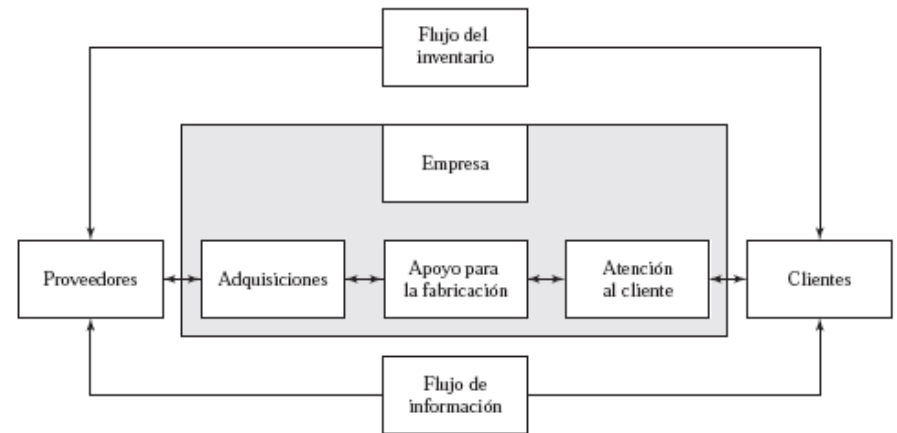 Flujo del
inventario
Empresa
Proveedores
Adquisiciones
Apoyo para
la fabricación
Atención
al cliente
Clientes
Flujo de
información